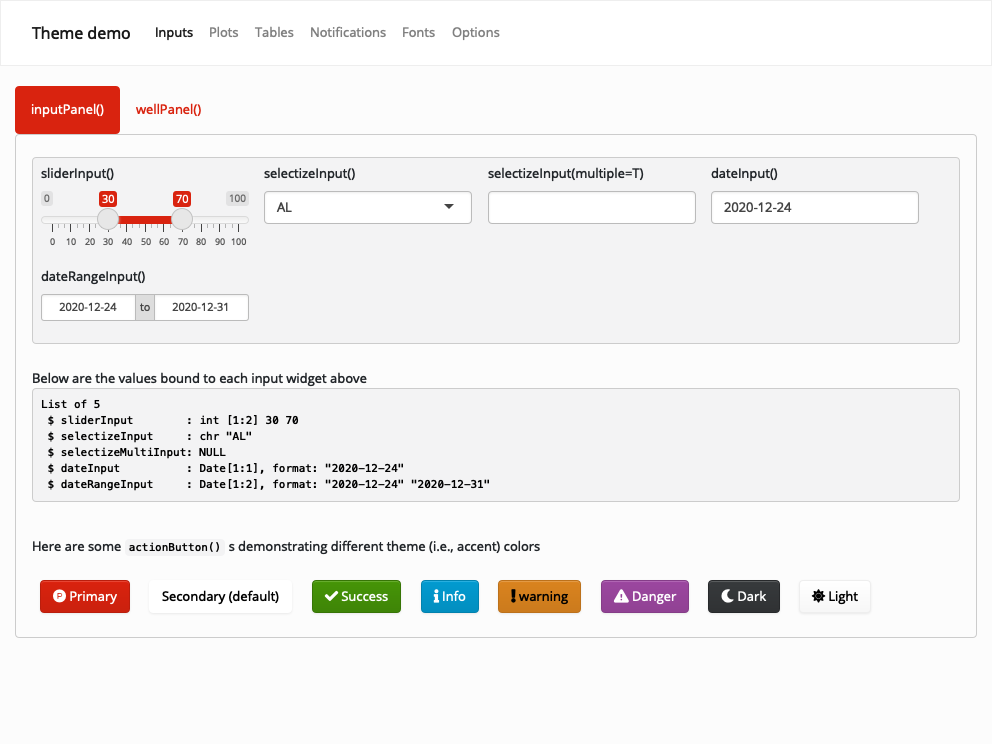 Theme demo Inputs Plots Tables Notifications Fonts Options
inputPanel() wellPanel()
sliderInput() selectizeInput() selectizeInput(multiple=T) dateInput()
0 30 70 100
AL 2020-12-24
0 10 20 30 40 50 60 70 80 90 100
dateRangeInput()
2020-12-24 to 2020-12-31
Below are the values bound to each input widget above
List of 5
 $ sliderInput        : int [1:2] 30 70
 $ selectizeInput     : chr "AL"
 $ selectizeMultiInput: NULL
 $ dateInput          : Date[1:1], format: "2020-12-24"
 $ dateRangeInput     : Date[1:2], format: "2020-12-24" "2020-12-31"
Here are some actionButton() s demonstrating different theme (i.e., accent) colors
Primary Secondary (default) Success Info warning Danger Dark Light